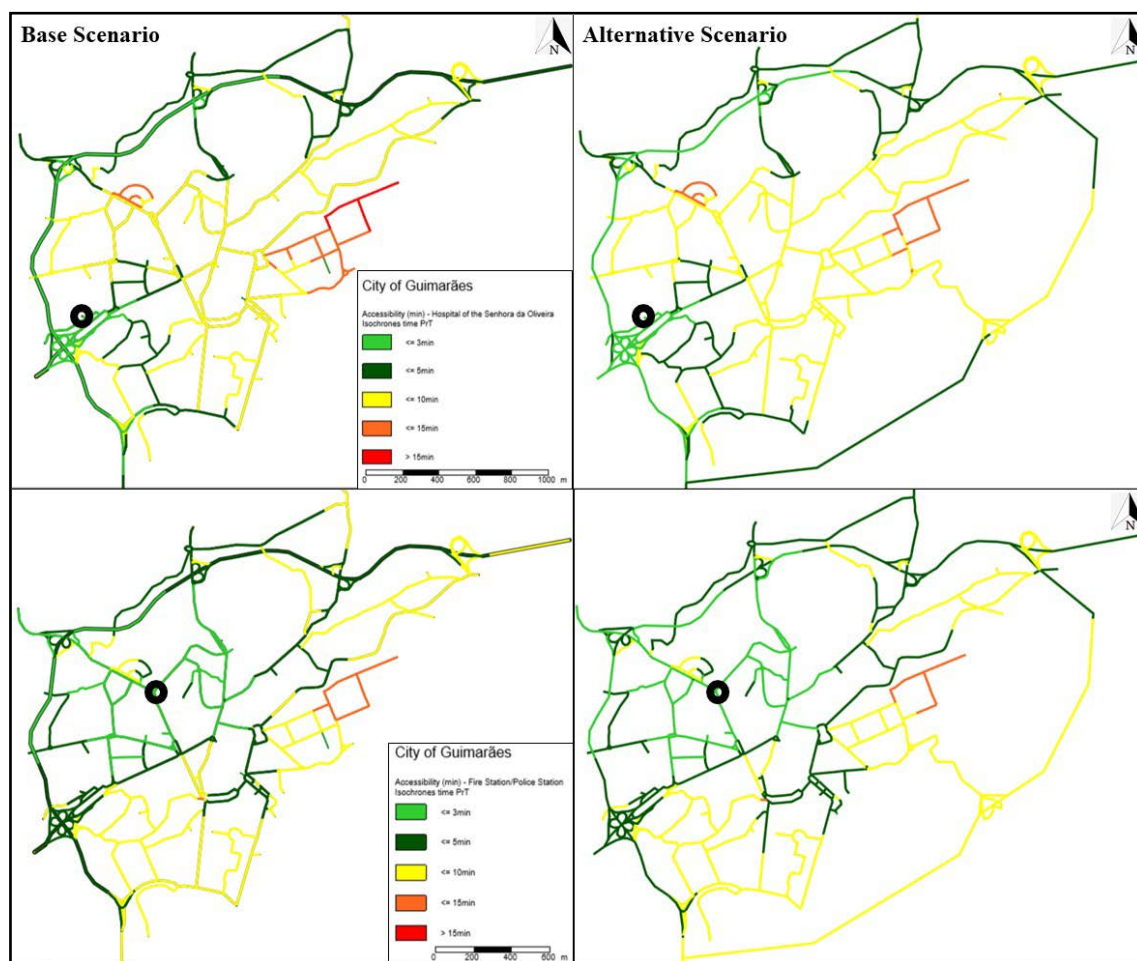 Base Scenario
N
Alternative Scenario
N
City of Guimarães
Accessibility (min) - Hospital of the Senhora da Oliveira
Isochrones time PrT
<= 3min
<= 5min
<= 10min
<= 15min
> 15min
0 200 400 600 800 1000 m
N
City of Guimarães
Accessibility (min) - Fire Station/Police Station
Isochrones time PrT
<= 3min
<= 5min
<= 10min
<= 15min
> 15min
0 200 400 600 m